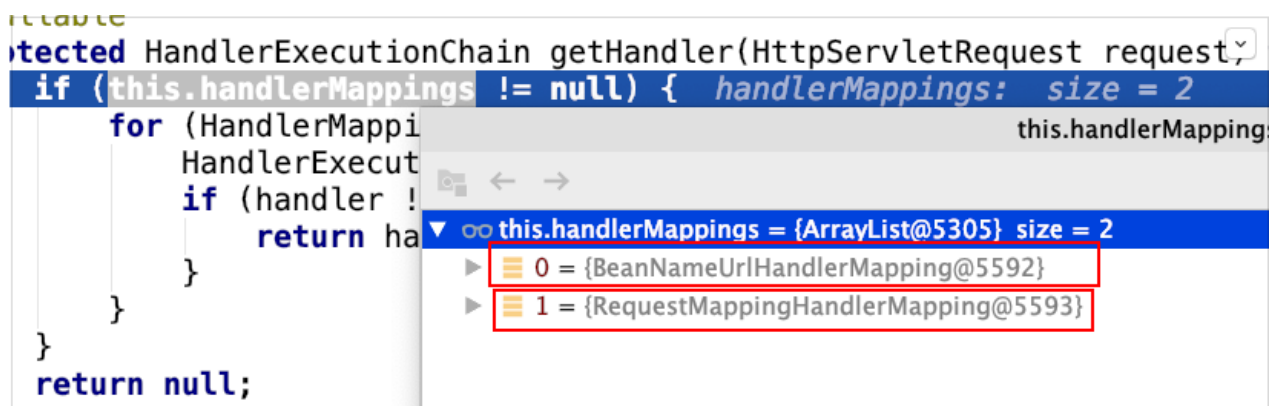 otected HandlerExecutionChain getHandler(HttpServletRequest request,
if (this.handlerMappings != null) { handlerMappings: size = 2
for (HandlerMappi
this.handlerMapping
HandlerExecut
if (handler !
return ha
this.handlerMappings = {ArrayList@5305} size = 2
}
0 = {BeanNameUrlHandlerMapping@5592}
}
1 = {RequestMappingHandlerMapping@5593}
}
return null;